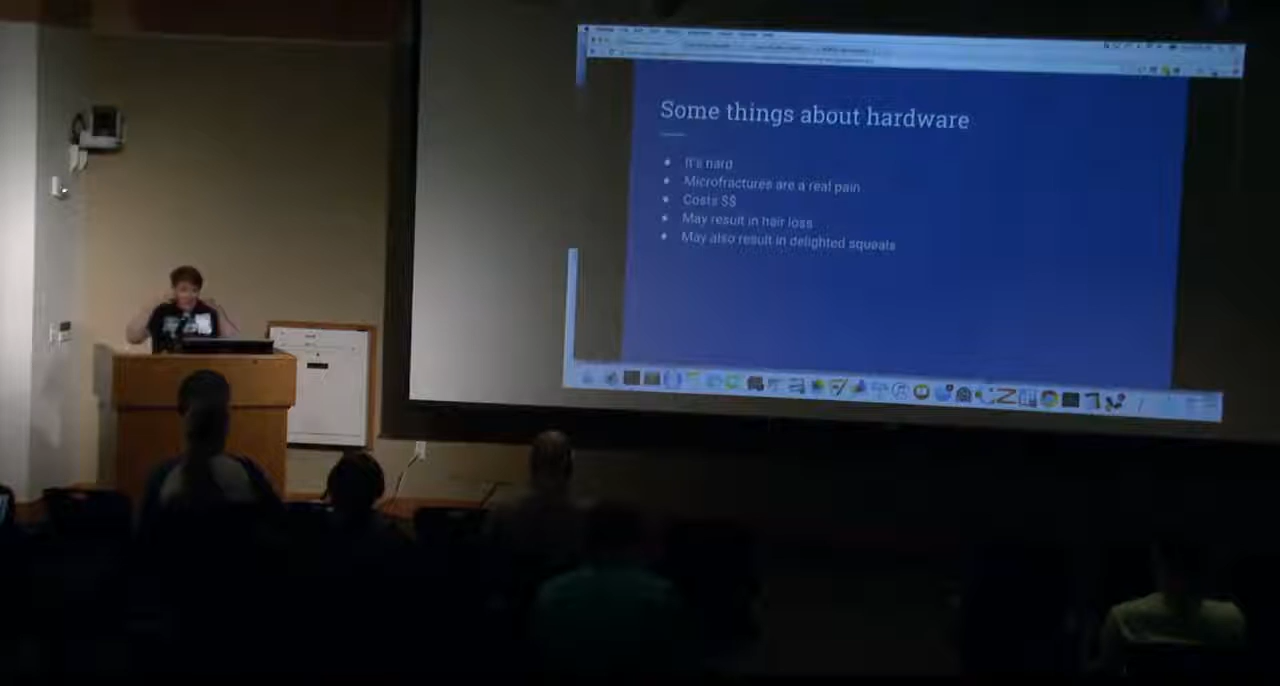 Some things about hardware
It's hard
Microfractures are a real pain
Costs $$
May result in hair loss
May also result in delighted squeals